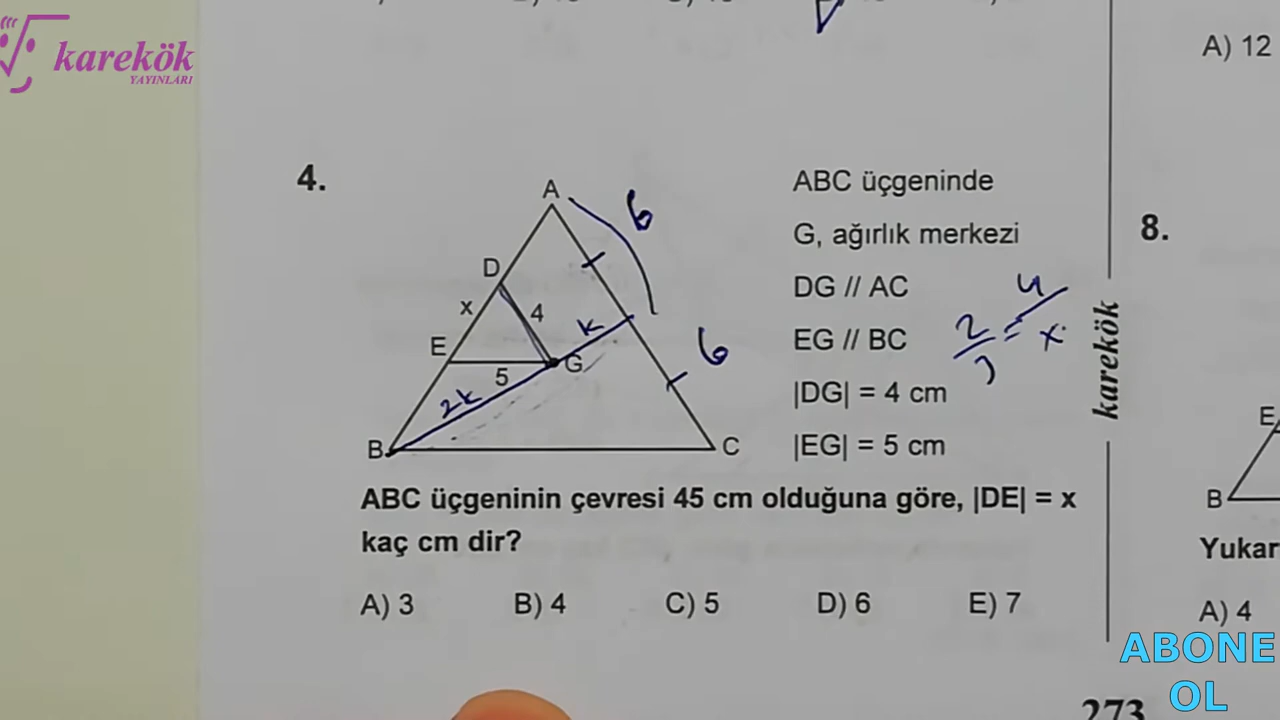 karekök
YAYINLARI
A) 12
4.
A
6
D
x
4
k
E
G
5
2k
6
B
C
ABC üçgeninde
G, ağırlık merkezi
DG // AC
EG // BC
|DG| = 4 cm
|EG| = 5 cm
2/3 = 4/x
ABC üçgeninin çevresi 45 cm olduğuna göre, |DE| = x
kaç cm dir?
A) 3 B) 4 C) 5 D) 6 E) 7
karekök
273
8.
E
B
Yukar
A) 4
ABONE
OL